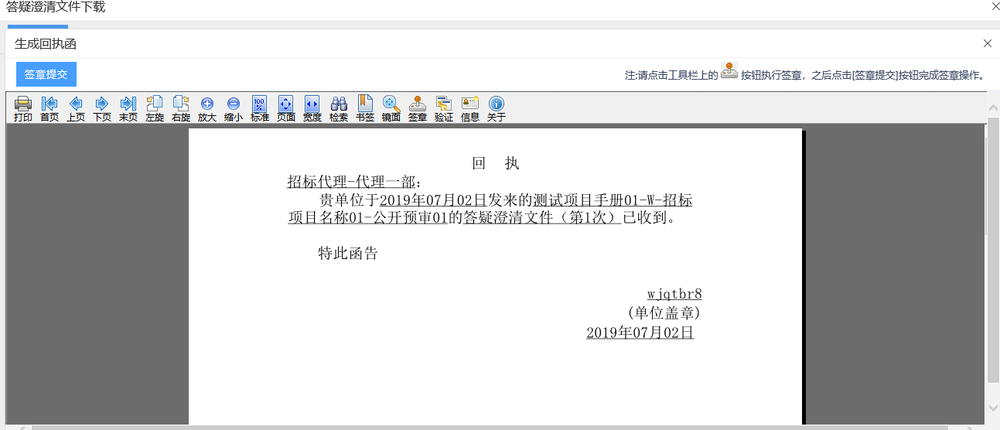 答疑澄清文件下载
生成回执函
签章提交
注:请点击工具栏上的 按钮执行签章，之后点击[签章提交]按钮完成签章操作。
打印 首页 上页 下页 末页 左旋 右旋 放大 缩小 标准 页面 宽度 检索 书签 镜面 签章 验证 信息 关于
回 执
招标代理-代理一部：
贵单位于2019年07月02日发来的测试项目手册01-W-招标
项目名称01-公开预审01的答疑澄清文件（第1次）已收到。
特此函告
wjqtbr8
(单位盖章)
2019年07月02日